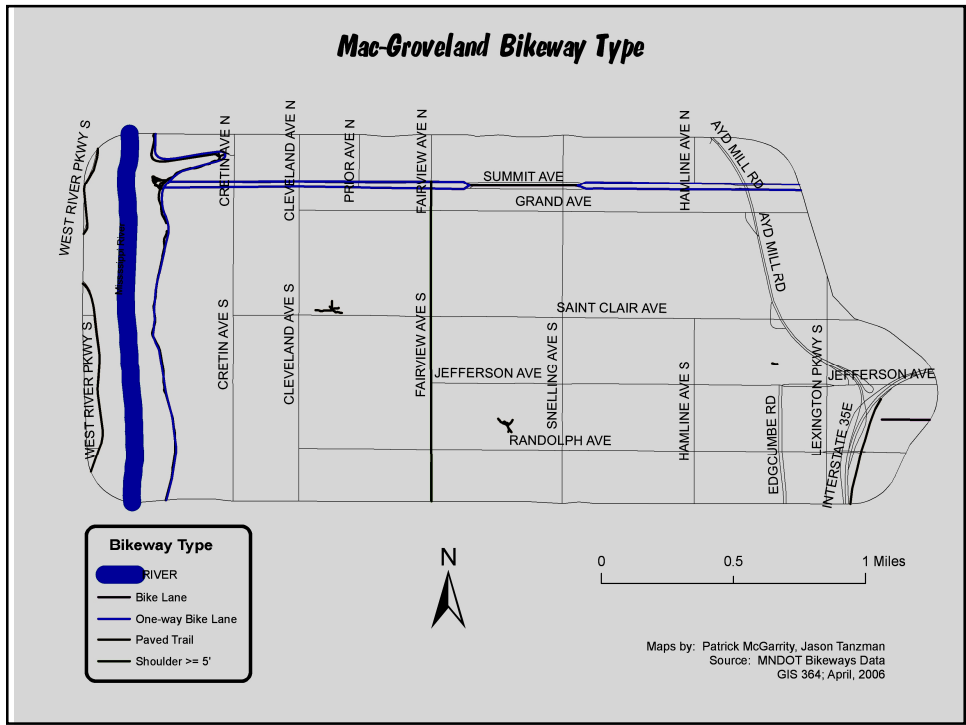 Mac-Groveland Bikeway Type
WEST RIVER PKWY S
CRETIN AVE N
CLEVELAND AVE N
PRIOR AVE N
FAIRVIEW AVE N
HAMLINE AVE N
AYD MILL RD
SUMMIT AVE
GRAND AVE
AYD MILL RD
Mississippi River
WEST RIVER PKWY S
CRETIN AVE S
CLEVELAND AVE S
FAIRVIEW AVE S
SAINT CLAIR AVE
SNELLING AVE S
HAMLINE AVE S
LEXINGTON PKWY S
JEFFERSON AVE
JEFFERSON AVE
EDGCUMBE RD
INTERSTATE 35E
RANDOLPH AVE
Bikeway Type
RIVER
Bike Lane
One-way Bike Lane
Paved Trail
Shoulder >= 5'
N
0 0.5 1 Miles
Maps by: Patrick McGarrity, Jason Tanzman
Source: MNDOT Bikeways Data
GIS 364; April, 2006